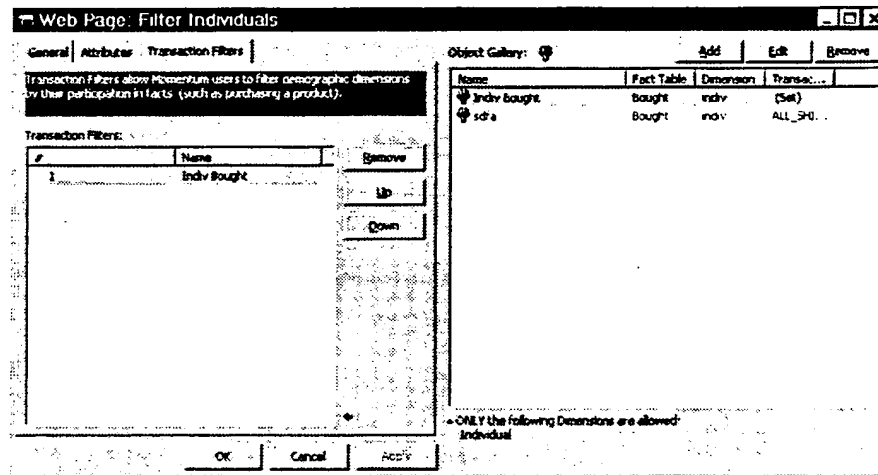 Web Page: Filter Individuals
General Attributes Transaction Filters
Transaction Filters allow Momentum users to filter demographic dimensions
by their participation in facts (such as purchasing a product).
Transaction Filters:
# Name
1 Indiv Bought
Remove
Up
Down
OK Cancel Apply
Object Gallery: Add Edit Remove
Name Fact Table Dimension Transac...
Indiv Bought Bought indiv {Set}
sdfa Bought indiv ALL_SHI...
ONLY the following Dimensions are allowed:
Individual